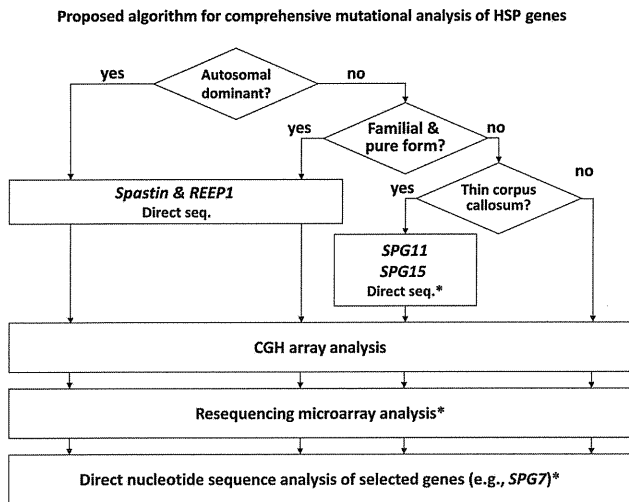 Proposed algorithm for comprehensive mutational analysis of HSP genes
yes
Autosomal
dominant?
no
yes
Familial &
pure form?
no
Spastin & REEP1
Direct seq.
yes
Thin corpus
callosum?
no
SPG11
SPG15
Direct seq.*
CGH array analysis
Resequencing microarray analysis*
Direct nucleotide sequence analysis of selected genes (e.g., SPG7)*